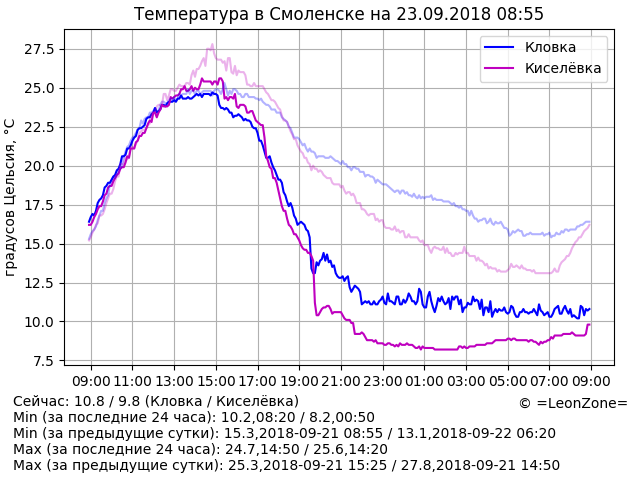 Температура в Смоленске на 23.09.2018 08:55
Кловка
Киселёвка
градусов Цельсия, °C
27.5
25.0
22.5
20.0
17.5
15.0
12.5
10.0
7.5
09:00 11:00 13:00 15:00 17:00 19:00 21:00 23:00 01:00 03:00 05:00 07:00 09:00
Сейчас: 10.8 / 9.8 (Кловка / Киселёвка)
© =LeonZone=
Min (за последние 24 часа): 10.2,08:20 / 8.2,00:50
Min (за предыдущие сутки): 15.3,2018-09-21 08:55 / 13.1,2018-09-22 06:20
Max (за последние 24 часа): 24.7,14:50 / 25.6,14:20
Max (за предыдущие сутки): 25.3,2018-09-21 15:25 / 27.8,2018-09-21 14:50